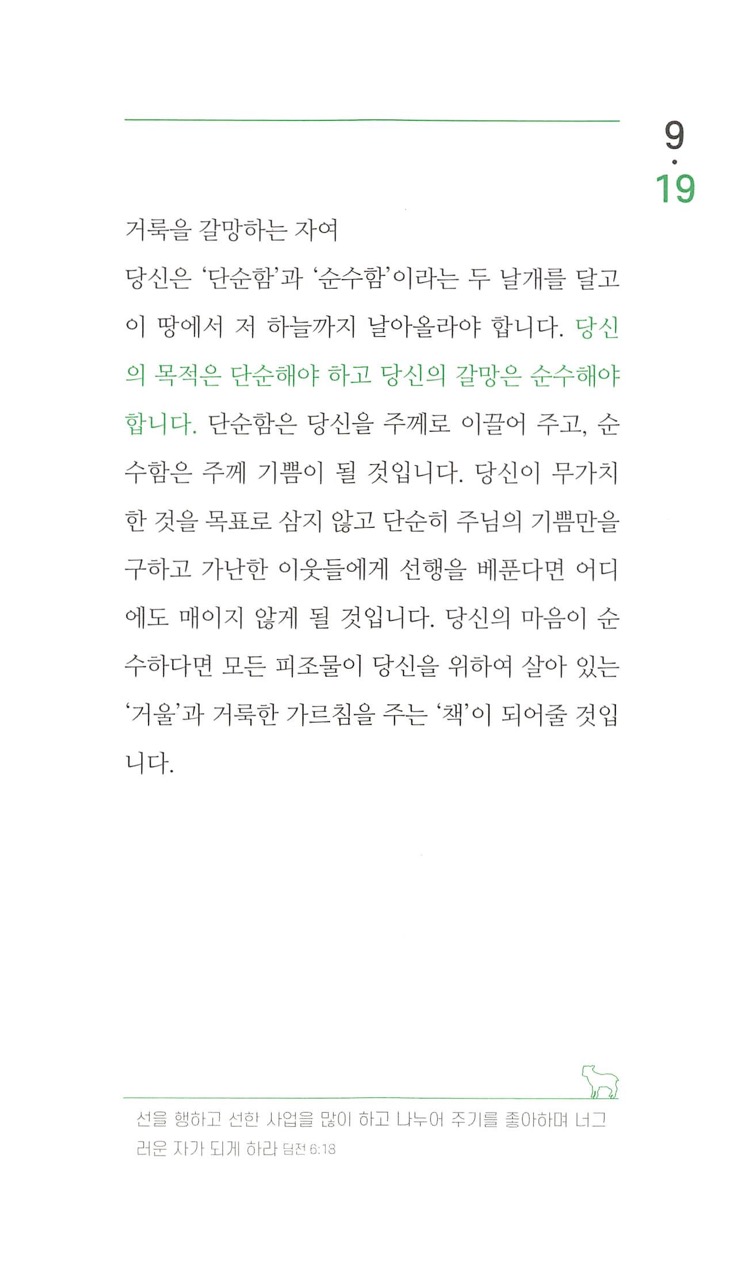 9
·
19
거룩을 갈망하는 자여
당신은 ‘단순함’과 ‘순수함’이라는 두 날개를 달고
이 땅에서 저 하늘까지 날아올라야 합니다. 당신
의 목적은 단순해야 하고 당신의 갈망은 순수해야
합니다. 단순함은 당신을 주께로 이끌어 주고, 순
수함은 주께 기쁨이 될 것입니다. 당신이 무가치
한 것을 목표로 삼지 않고 단순히 주님의 기쁨만을
구하고 가난한 이웃들에게 선행을 베푼다면 어디
에도 매이지 않게 될 것입니다. 당신의 마음이 순
수하다면 모든 피조물이 당신을 위하여 살아 있는
‘거울’과 거룩한 가르침을 주는 ‘책’이 되어줄 것입
니다.
선을 행하고 선한 사업을 많이 하고 나누어 주기를 좋아하며 너그
러운 자가 되게 하라 딤전 6:18